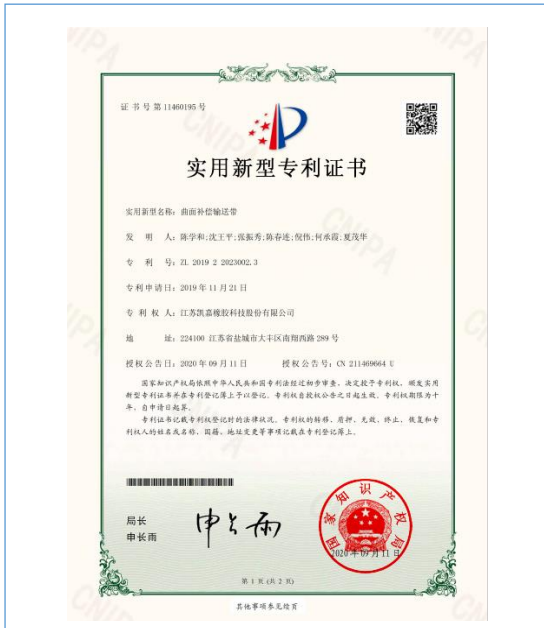 证书号第11460195号
实用新型专利证书
实用新型名称：曲面补偿输送带
发 明 人：陈学和;沈王平;张振秀;陈春连;倪伟;何承霞;夏茂华
专 利 号：ZL 2019 2 2023002.3
专利申请日：2019年11月21日
专 利 权 人：江苏凯嘉橡胶科技股份有限公司
地 址：224100 江苏省盐城市大丰区南翔西路289号
授权公告日：2020年09月11日 授权公告号：CN 211469664 U
国家知识产权局依照中华人民共和国专利法经过初步审查，决定授予专利权，颁发实用
新型专利证书并在专利登记簿上予以登记。专利权自授权公告之日起生效。专利权期限为十
年，自申请日起算。
专利证书记载专利权登记时的法律状况。专利权的转移、质押、无效、终止、恢复和专
利权人的姓名或名称、国籍、地址变更等事项记载在专利登记簿上。
局长
申长雨
申长雨
国家知识产权局
2020年09月11日
第 1 页 (共 2 页)
其他事项参见续页
CNIPA